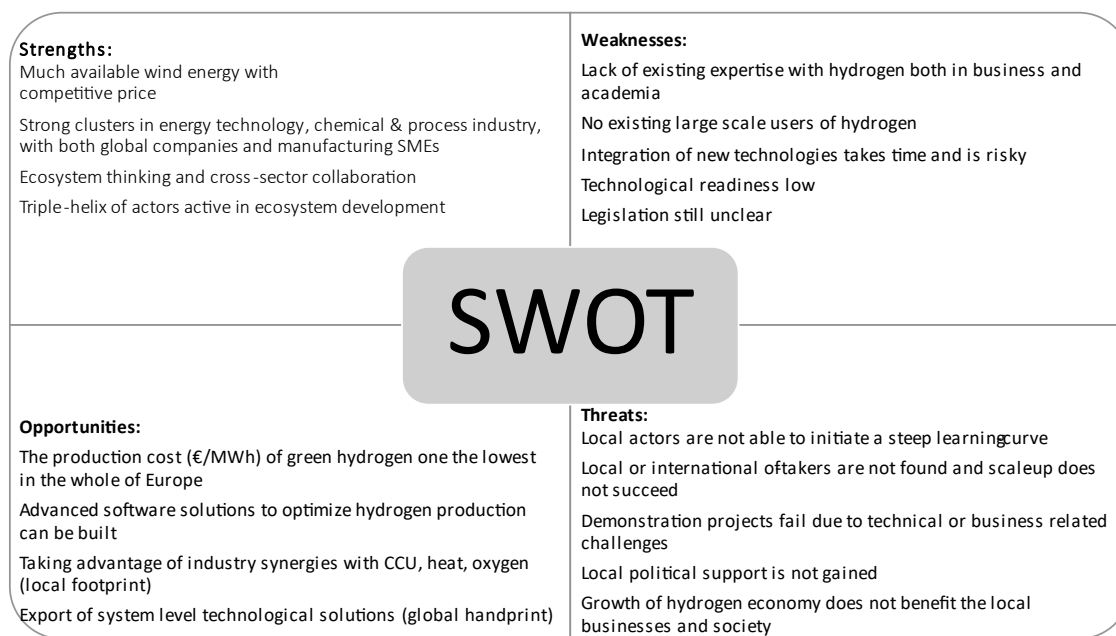 Strengths:
Much available wind energy with
competitive price
Strong clusters in energy technology, chemical & process industry,
with both global companies and manufacturing SMEs
Ecosystem thinking and cross-sector collaboration
Triple-helix of actors active in ecosystem development
Weaknesses:
Lack of existing expertise with hydrogen both in business and
academia
No existing large scale users of hydrogen
Integration of new technologies takes time and is risky
Technological readiness low
Legislation still unclear
SWOT
Opportunities:
The production cost (€/MWh) of green hydrogen one the lowest
in the whole of Europe
Advanced software solutions to optimize hydrogen production
can be built
Taking advantage of industry synergies with CCU, heat, oxygen
(local footprint)
Export of system level technological solutions (global handprint)
Threats:
Local actors are not able to initiate a steep learning-curve
Local or international oftakers are not found and scaleup does
not succeed
Demonstration projects fail due to technical or business related
challenges
Local political support is not gained
Growth of hydrogen economy does not benefit the local
businesses and society